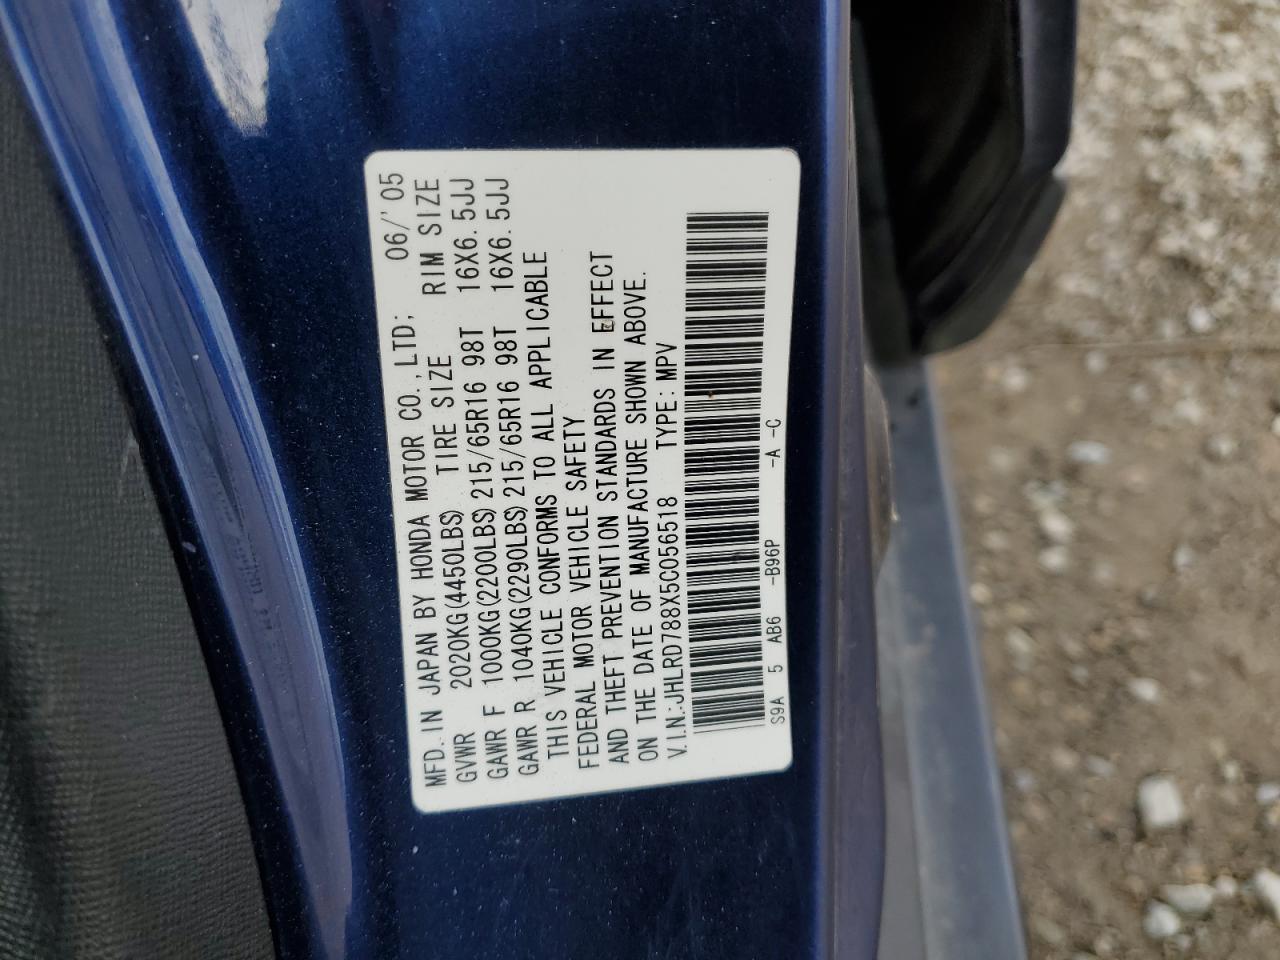 MFD. IN JAPAN BY HONDA MOTOR CO., LTD; 06/'05
GVWR 2020KG(4450LBS) TIRE SIZE RIM SIZE
GAWR F 1000KG(2200LBS) 215/65R16 98T 16X6.5JJ
GAWR R 1040KG(2290LBS) 215/65R16 98T 16X6.5JJ
THIS VEHICLE CONFORMS TO ALL APPLICABLE
FEDERAL MOTOR VEHICLE SAFETY
AND THEFT PREVENTION STANDARDS IN EFFECT
ON THE DATE OF MANUFACTURE SHOWN ABOVE.
V.I.N.:JHLRD788X5C056518 TYPE: MPV
S9A 5 AB6 -B96P -A -C